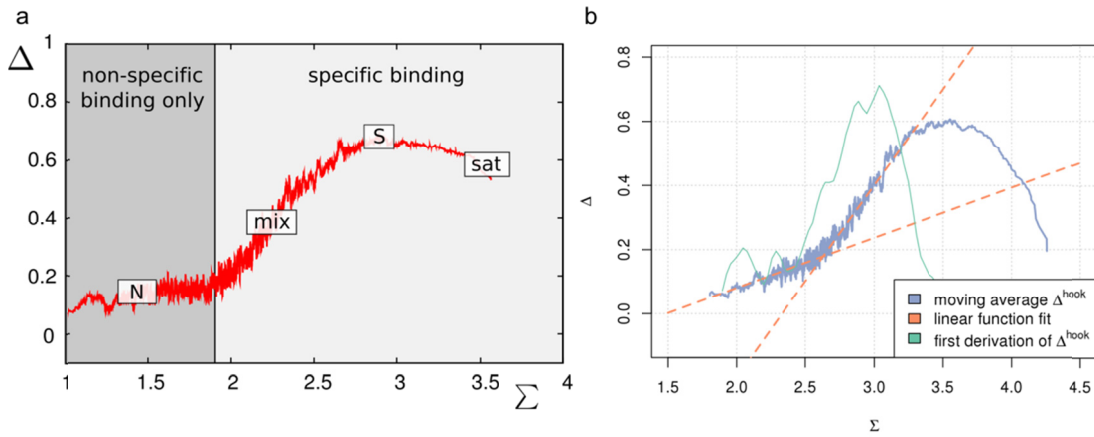 a
Δ
1
0.8
0.6
0.4
0.2
0
non-specific
binding only
specific binding
N
mix
S
sat
1
1.5
2
2.5
3
3.5
4
Σ
b
Δ
0.8
0.6
0.4
0.2
0.0
moving average Δhook
linear function fit
first derivation of Δhook
1.5
2.0
2.5
3.0
3.5
4.0
4.5
Σ